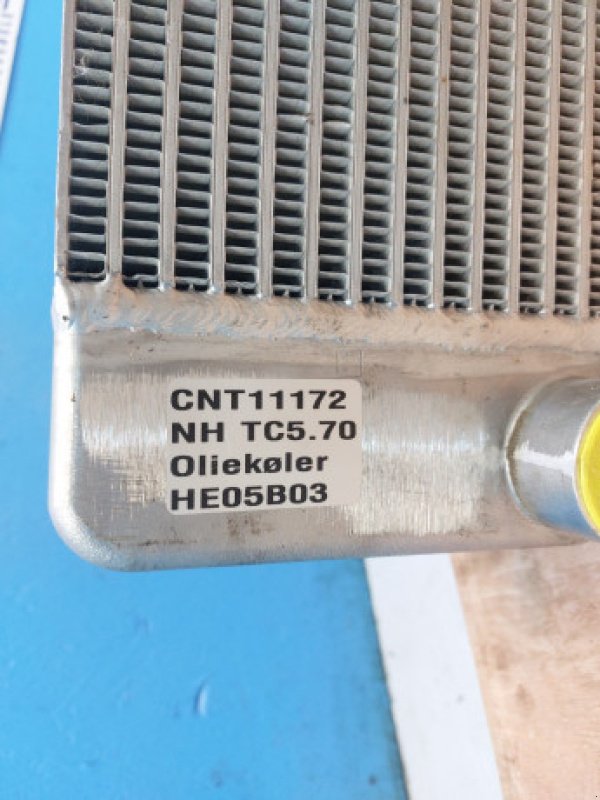 CNT11172
NH TC5.70
Oliekøler
HE05B03